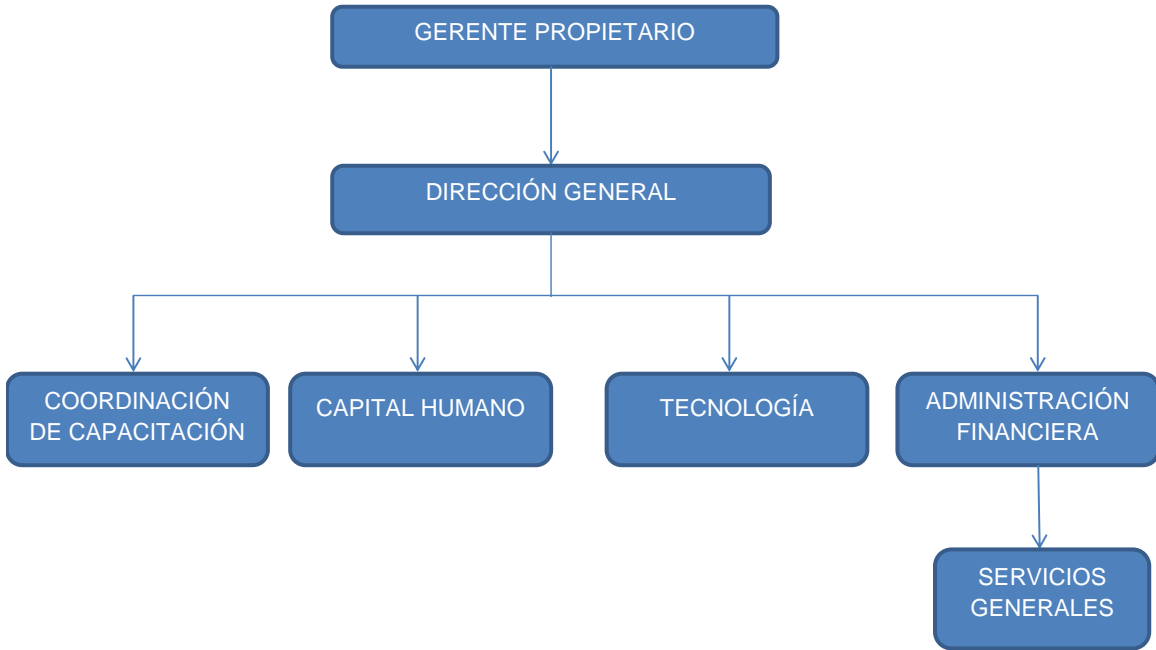 GERENTE PROPIETARIO
DIRECCIÓN GENERAL
COORDINACIÓN
DE CAPACITACIÓN
CAPITAL HUMANO
TECNOLOGÍA
ADMINISTRACIÓN
FINANCIERA
SERVICIOS
GENERALES